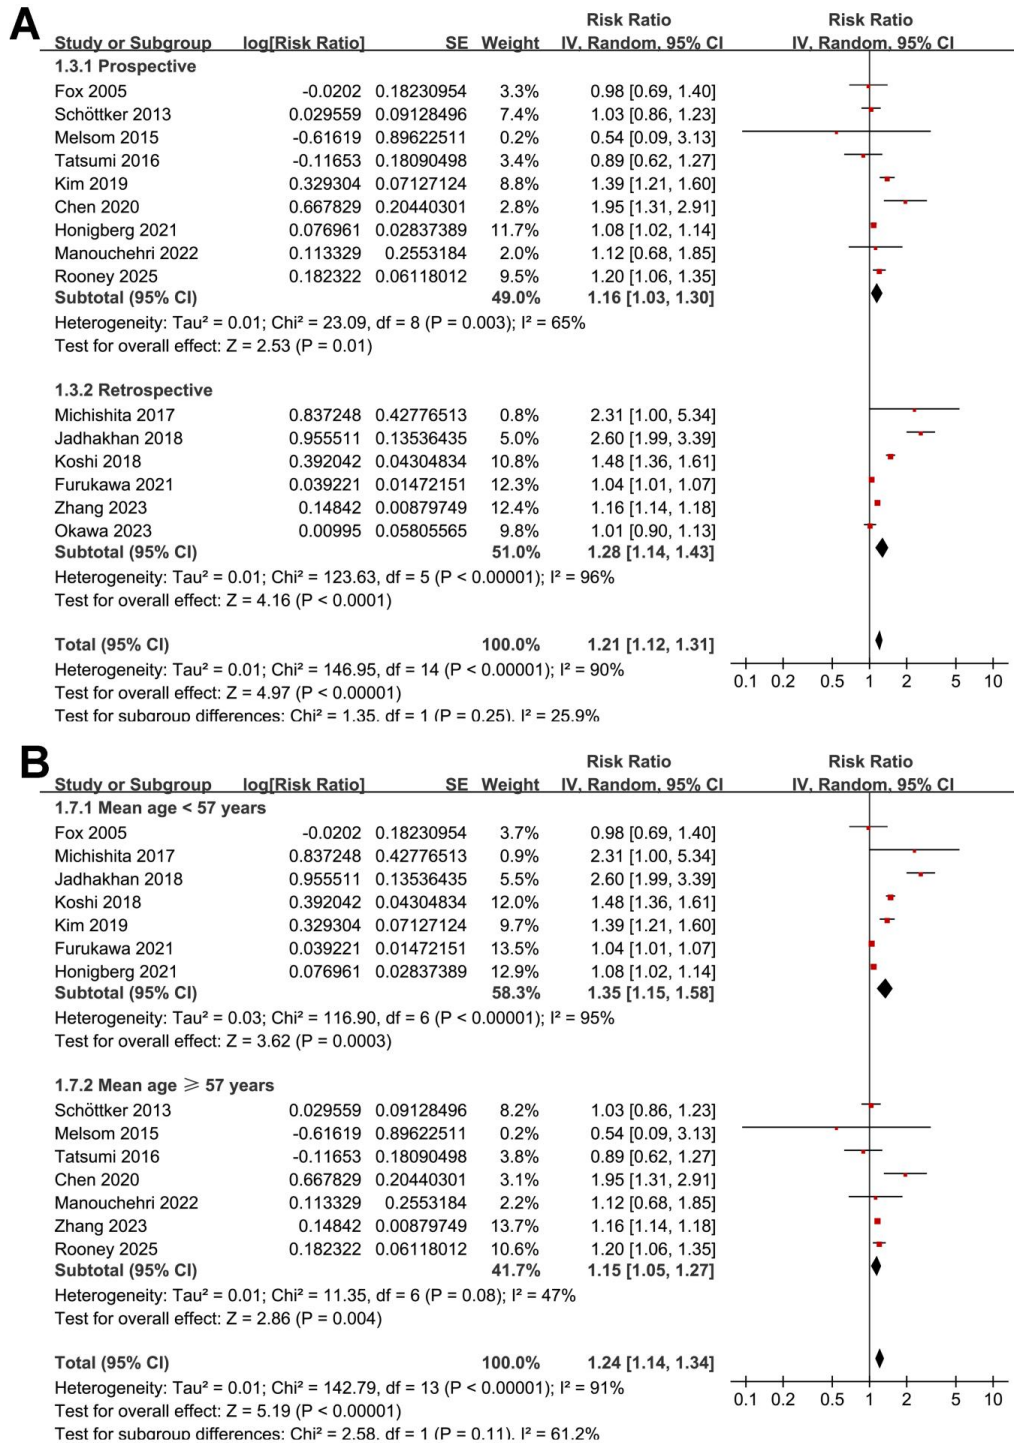 A
Risk Ratio Risk Ratio
Study or Subgroup log[Risk Ratio] SE Weight IV, Random, 95% CI IV, Random, 95% CI
1.3.1 Prospective
Fox 2005 -0.0202 0.18230954 3.3% 0.98 [0.69, 1.40]
Schöttker 2013 0.029559 0.09128496 7.4% 1.03 [0.86, 1.23]
Melsom 2015 -0.61619 0.89622511 0.2% 0.54 [0.09, 3.13]
Tatsumi 2016 -0.11653 0.18090498 3.4% 0.89 [0.62, 1.27]
Kim 2019 0.329304 0.07127124 8.8% 1.39 [1.21, 1.60]
Chen 2020 0.667829 0.20440301 2.8% 1.95 [1.31, 2.91]
Honigberg 2021 0.076961 0.02837389 11.7% 1.08 [1.02, 1.14]
Manouchehri 2022 0.113329 0.2553184 2.0% 1.12 [0.68, 1.85]
Rooney 2025 0.182322 0.06118012 9.5% 1.20 [1.06, 1.35]
Subtotal (95% CI) 49.0% 1.16 [1.03, 1.30]
Heterogeneity: Tau² = 0.01; Chi² = 23.09, df = 8 (P = 0.003); I² = 65%
Test for overall effect: Z = 2.53 (P = 0.01)
1.3.2 Retrospective
Michishita 2017 0.837248 0.42776513 0.8% 2.31 [1.00, 5.34]
Jadhakhan 2018 0.955511 0.13536435 5.0% 2.60 [1.99, 3.39]
Koshi 2018 0.392042 0.04304834 10.8% 1.48 [1.36, 1.61]
Furukawa 2021 0.039221 0.01472151 12.3% 1.04 [1.01, 1.07]
Zhang 2023 0.14842 0.00879749 12.4% 1.16 [1.14, 1.18]
Okawa 2023 0.00995 0.05805565 9.8% 1.01 [0.90, 1.13]
Subtotal (95% CI) 51.0% 1.28 [1.14, 1.43]
Heterogeneity: Tau² = 0.01; Chi² = 123.63, df = 5 (P < 0.00001); I² = 96%
Test for overall effect: Z = 4.16 (P < 0.0001)
Total (95% CI) 100.0% 1.21 [1.12, 1.31]
Heterogeneity: Tau² = 0.01; Chi² = 146.95, df = 14 (P < 0.00001); I² = 90%
Test for overall effect: Z = 4.97 (P < 0.00001)
Test for subgroup differences: Chi² = 1.35, df = 1 (P = 0.25), I² = 25.9%
0.1 0.2 0.5 1 2 5 10
B
Risk Ratio Risk Ratio
Study or Subgroup log[Risk Ratio] SE Weight IV, Random, 95% CI IV, Random, 95% CI
1.7.1 Mean age < 57 years
Fox 2005 -0.0202 0.18230954 3.7% 0.98 [0.69, 1.40]
Michishita 2017 0.837248 0.42776513 0.9% 2.31 [1.00, 5.34]
Jadhakhan 2018 0.955511 0.13536435 5.5% 2.60 [1.99, 3.39]
Koshi 2018 0.392042 0.04304834 12.0% 1.48 [1.36, 1.61]
Kim 2019 0.329304 0.07127124 9.7% 1.39 [1.21, 1.60]
Furukawa 2021 0.039221 0.01472151 13.5% 1.04 [1.01, 1.07]
Honigberg 2021 0.076961 0.02837389 12.9% 1.08 [1.02, 1.14]
Subtotal (95% CI) 58.3% 1.35 [1.15, 1.58]
Heterogeneity: Tau² = 0.03; Chi² = 116.90, df = 6 (P < 0.00001); I² = 95%
Test for overall effect: Z = 3.62 (P = 0.0003)
1.7.2 Mean age ⩾ 57 years
Schöttker 2013 0.029559 0.09128496 8.2% 1.03 [0.86, 1.23]
Melsom 2015 -0.61619 0.89622511 0.2% 0.54 [0.09, 3.13]
Tatsumi 2016 -0.11653 0.18090498 3.8% 0.89 [0.62, 1.27]
Chen 2020 0.667829 0.20440301 3.1% 1.95 [1.31, 2.91]
Manouchehri 2022 0.113329 0.2553184 2.2% 1.12 [0.68, 1.85]
Zhang 2023 0.14842 0.00879749 13.7% 1.16 [1.14, 1.18]
Rooney 2025 0.182322 0.06118012 10.6% 1.20 [1.06, 1.35]
Subtotal (95% CI) 41.7% 1.15 [1.05, 1.27]
Heterogeneity: Tau² = 0.01; Chi² = 11.35, df = 6 (P = 0.08); I² = 47%
Test for overall effect: Z = 2.86 (P = 0.004)
Total (95% CI) 100.0% 1.24 [1.14, 1.34]
Heterogeneity: Tau² = 0.01; Chi² = 142.79, df = 13 (P < 0.00001); I² = 91%
Test for overall effect: Z = 5.19 (P < 0.00001)
Test for subgroup differences: Chi² = 2.58, df = 1 (P = 0.11), I² = 61.2%
0.1 0.2 0.5 1 2 5 10